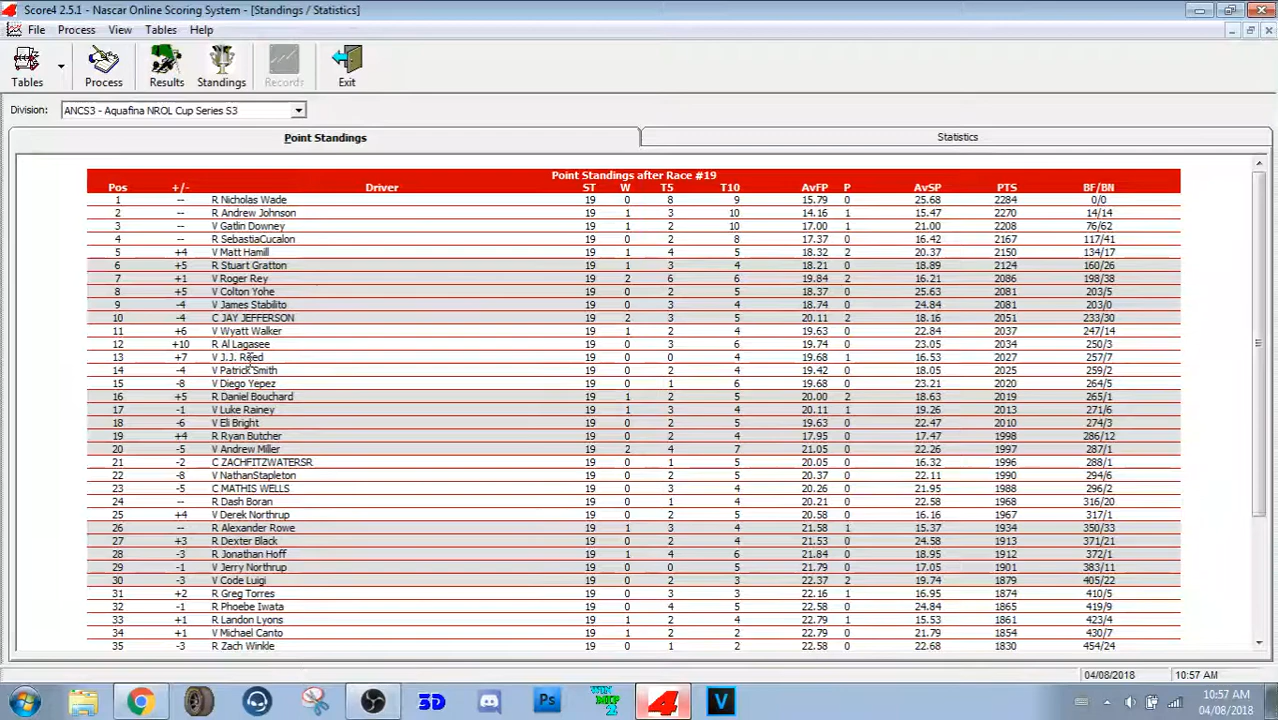 Score4 2.5.1 - Nascar Online Scoring System - [Standings / Statistics]
File Process View Tables Help
Tables Process Results Standings Records Exit
Division: ANCS3 - Aquafina NROL Cup Series S3
Point Standings Statistics
Point Standings after Race #19
Pos +/- Driver ST W T5 T10 AvFP P AvSP PTS BF/BN
1 -- R Nicholas Wade 19 0 8 9 15.79 0 25.68 2284 0/0
2 -- R Andrew Johnson 19 1 3 10 14.16 1 15.47 2270 14/14
3 -- V Gatlin Downey 19 1 2 10 17.00 1 21.00 2208 76/62
4 -- R SebastiaCucalon 19 0 2 8 17.37 0 16.42 2167 117/41
5 +4 V Matt Hamill 19 1 4 5 18.32 2 20.37 2150 134/17
6 +5 R Stuart Gratton 19 1 3 4 18.21 0 18.89 2124 160/26
7 +1 V Roger Rey 19 2 6 6 19.84 2 16.21 2086 198/38
8 +5 V Colton Yohe 19 0 2 5 18.37 0 25.63 2081 203/5
9 -4 V James Stabilito 19 0 3 4 18.74 0 24.84 2081 203/0
10 -4 C JAY JEFFERSON 19 2 3 5 20.11 2 18.16 2051 233/30
11 +6 V Wyatt Walker 19 1 2 4 19.63 0 22.84 2037 247/14
12 +10 R Al Lagasee 19 0 3 6 19.74 0 23.05 2034 250/3
13 +7 V J.J. Reed 19 0 0 4 19.68 1 16.53 2027 257/7
14 -4 V Patrick Smith 19 0 2 4 19.42 0 18.05 2025 259/2
15 -8 V Diego Yepez 19 0 1 6 19.68 0 23.21 2020 264/5
16 +5 R Daniel Bouchard 19 1 2 5 20.00 2 18.63 2019 265/1
17 -1 V Luke Rainey 19 1 3 4 20.11 1 19.26 2013 271/6
18 -6 V Eli Bright 19 0 2 5 19.63 0 22.47 2010 274/3
19 +4 R Ryan Butcher 19 0 2 4 17.95 0 17.47 1998 286/12
20 -5 V Andrew Miller 19 2 4 7 21.05 0 22.26 1997 287/1
21 -2 C ZACHFITZWATERSR 19 0 1 5 20.05 0 16.32 1996 288/1
22 -8 V NathanStapleton 19 0 2 5 20.37 0 22.11 1990 294/6
23 -5 C MATHIS WELLS 19 0 3 4 20.26 0 21.95 1988 296/2
24 -- R Dash Boran 19 0 1 4 20.21 0 22.58 1968 316/20
25 +4 V Derek Northrup 19 0 2 5 20.58 0 16.16 1967 317/1
26 -- R Alexander Rowe 19 1 3 4 21.58 1 15.37 1934 350/33
27 +3 R Dexter Black 19 0 2 4 21.53 0 24.58 1913 371/21
28 -3 R Jonathan Hoff 19 1 4 6 21.84 0 18.95 1912 372/1
29 -1 V Jerry Northrup 19 0 0 5 21.79 0 17.05 1901 383/11
30 -3 V Code Luigi 19 0 2 3 22.37 2 19.74 1879 405/22
31 +2 R Greg Torres 19 0 3 3 22.16 1 16.95 1874 410/5
32 -1 R Phoebe Iwata 19 0 4 5 22.58 0 24.84 1865 419/9
33 +1 R Landon Lyons 19 1 2 4 22.79 1 15.53 1861 423/4
34 +1 V Michael Canto 19 1 2 2 22.79 0 21.79 1854 430/7
35 -3 R Zach Winkle 19 0 1 2 22.58 0 22.68 1830 454/24
04/08/2018 10:57 AM
3D Ps WIN MIP 2 4 V
10:57 AM
04/08/2018